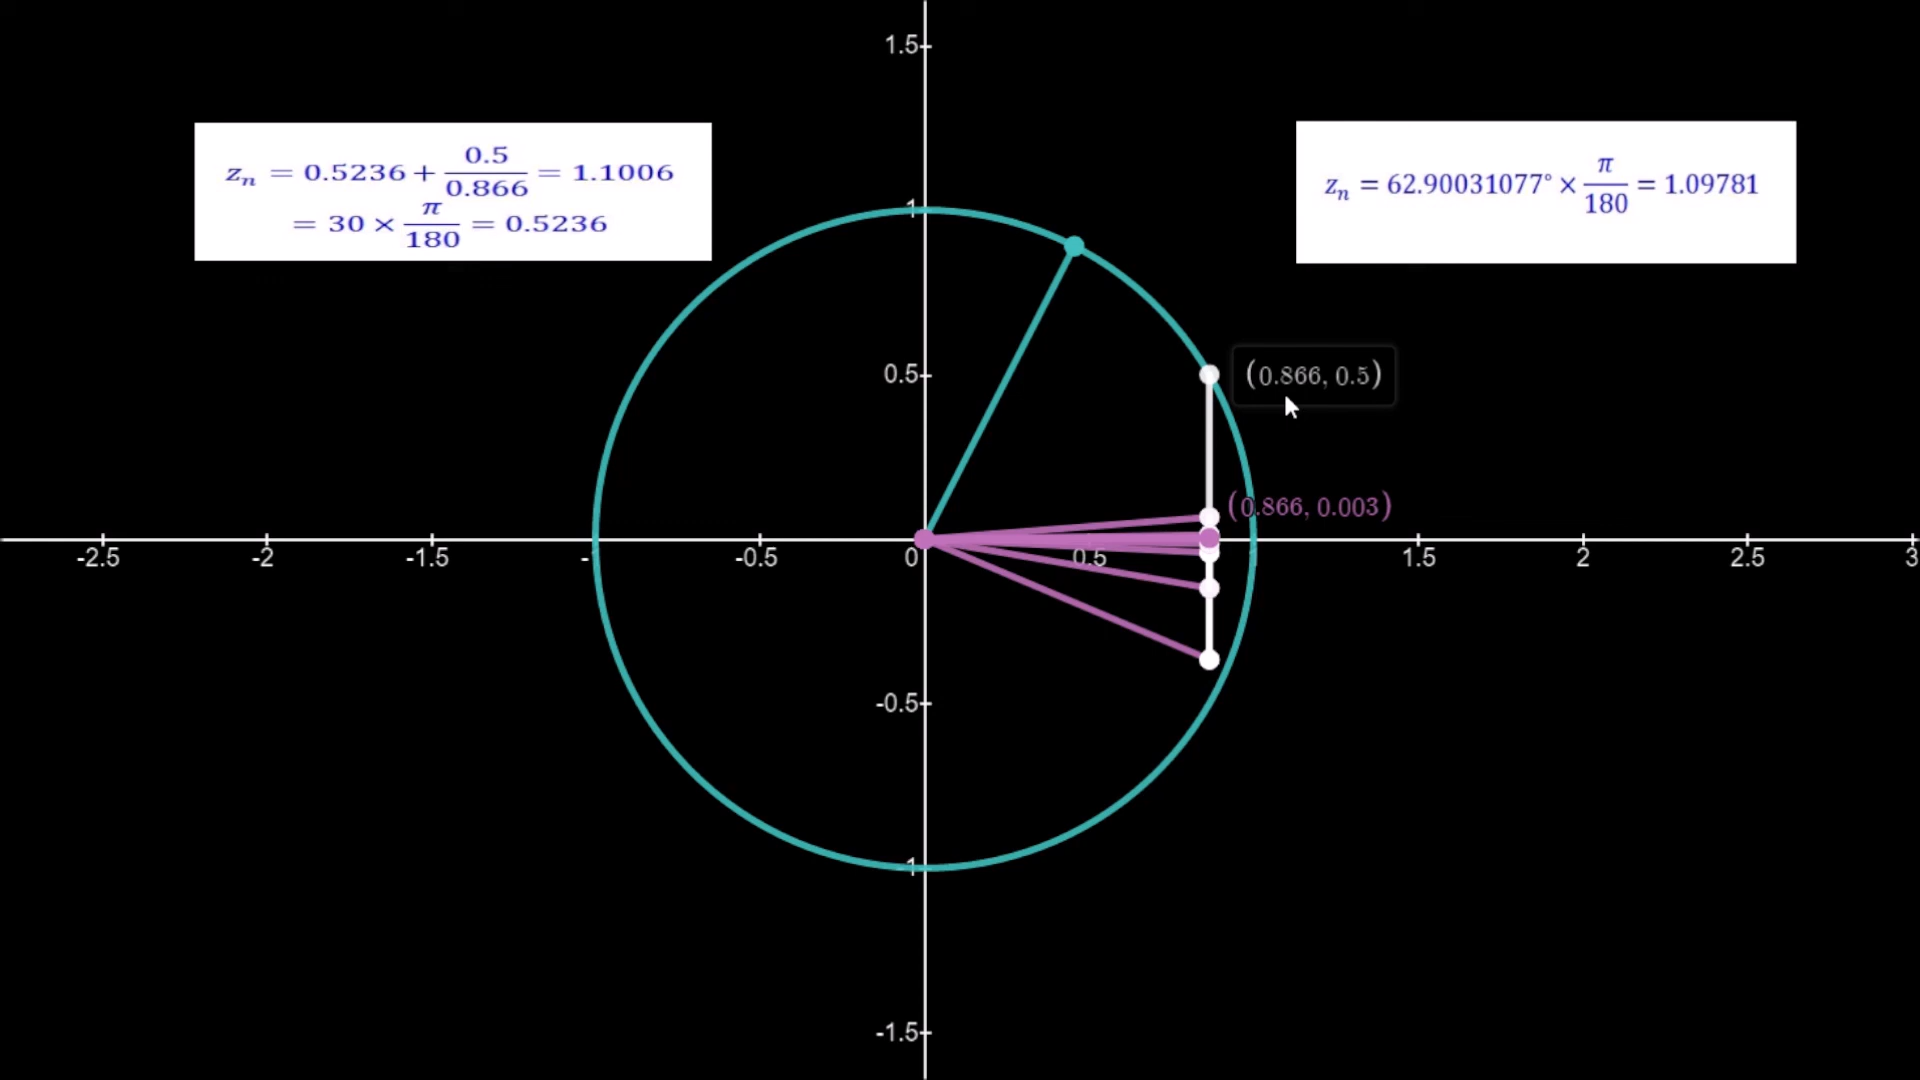 1.5
z_n = 0.5236 + 0.5/0.866 = 1.1006
= 30 × π/180 = 0.5236
z_n = 62.90031077° × π/180 = 1.09781
1
0.5
(0.866, 0.5)
(0.866, 0.003)
-2.5 -2 -1.5 - -0.5 0 0.5 1.5 2 2.5 3
-0.5
1
-1.5